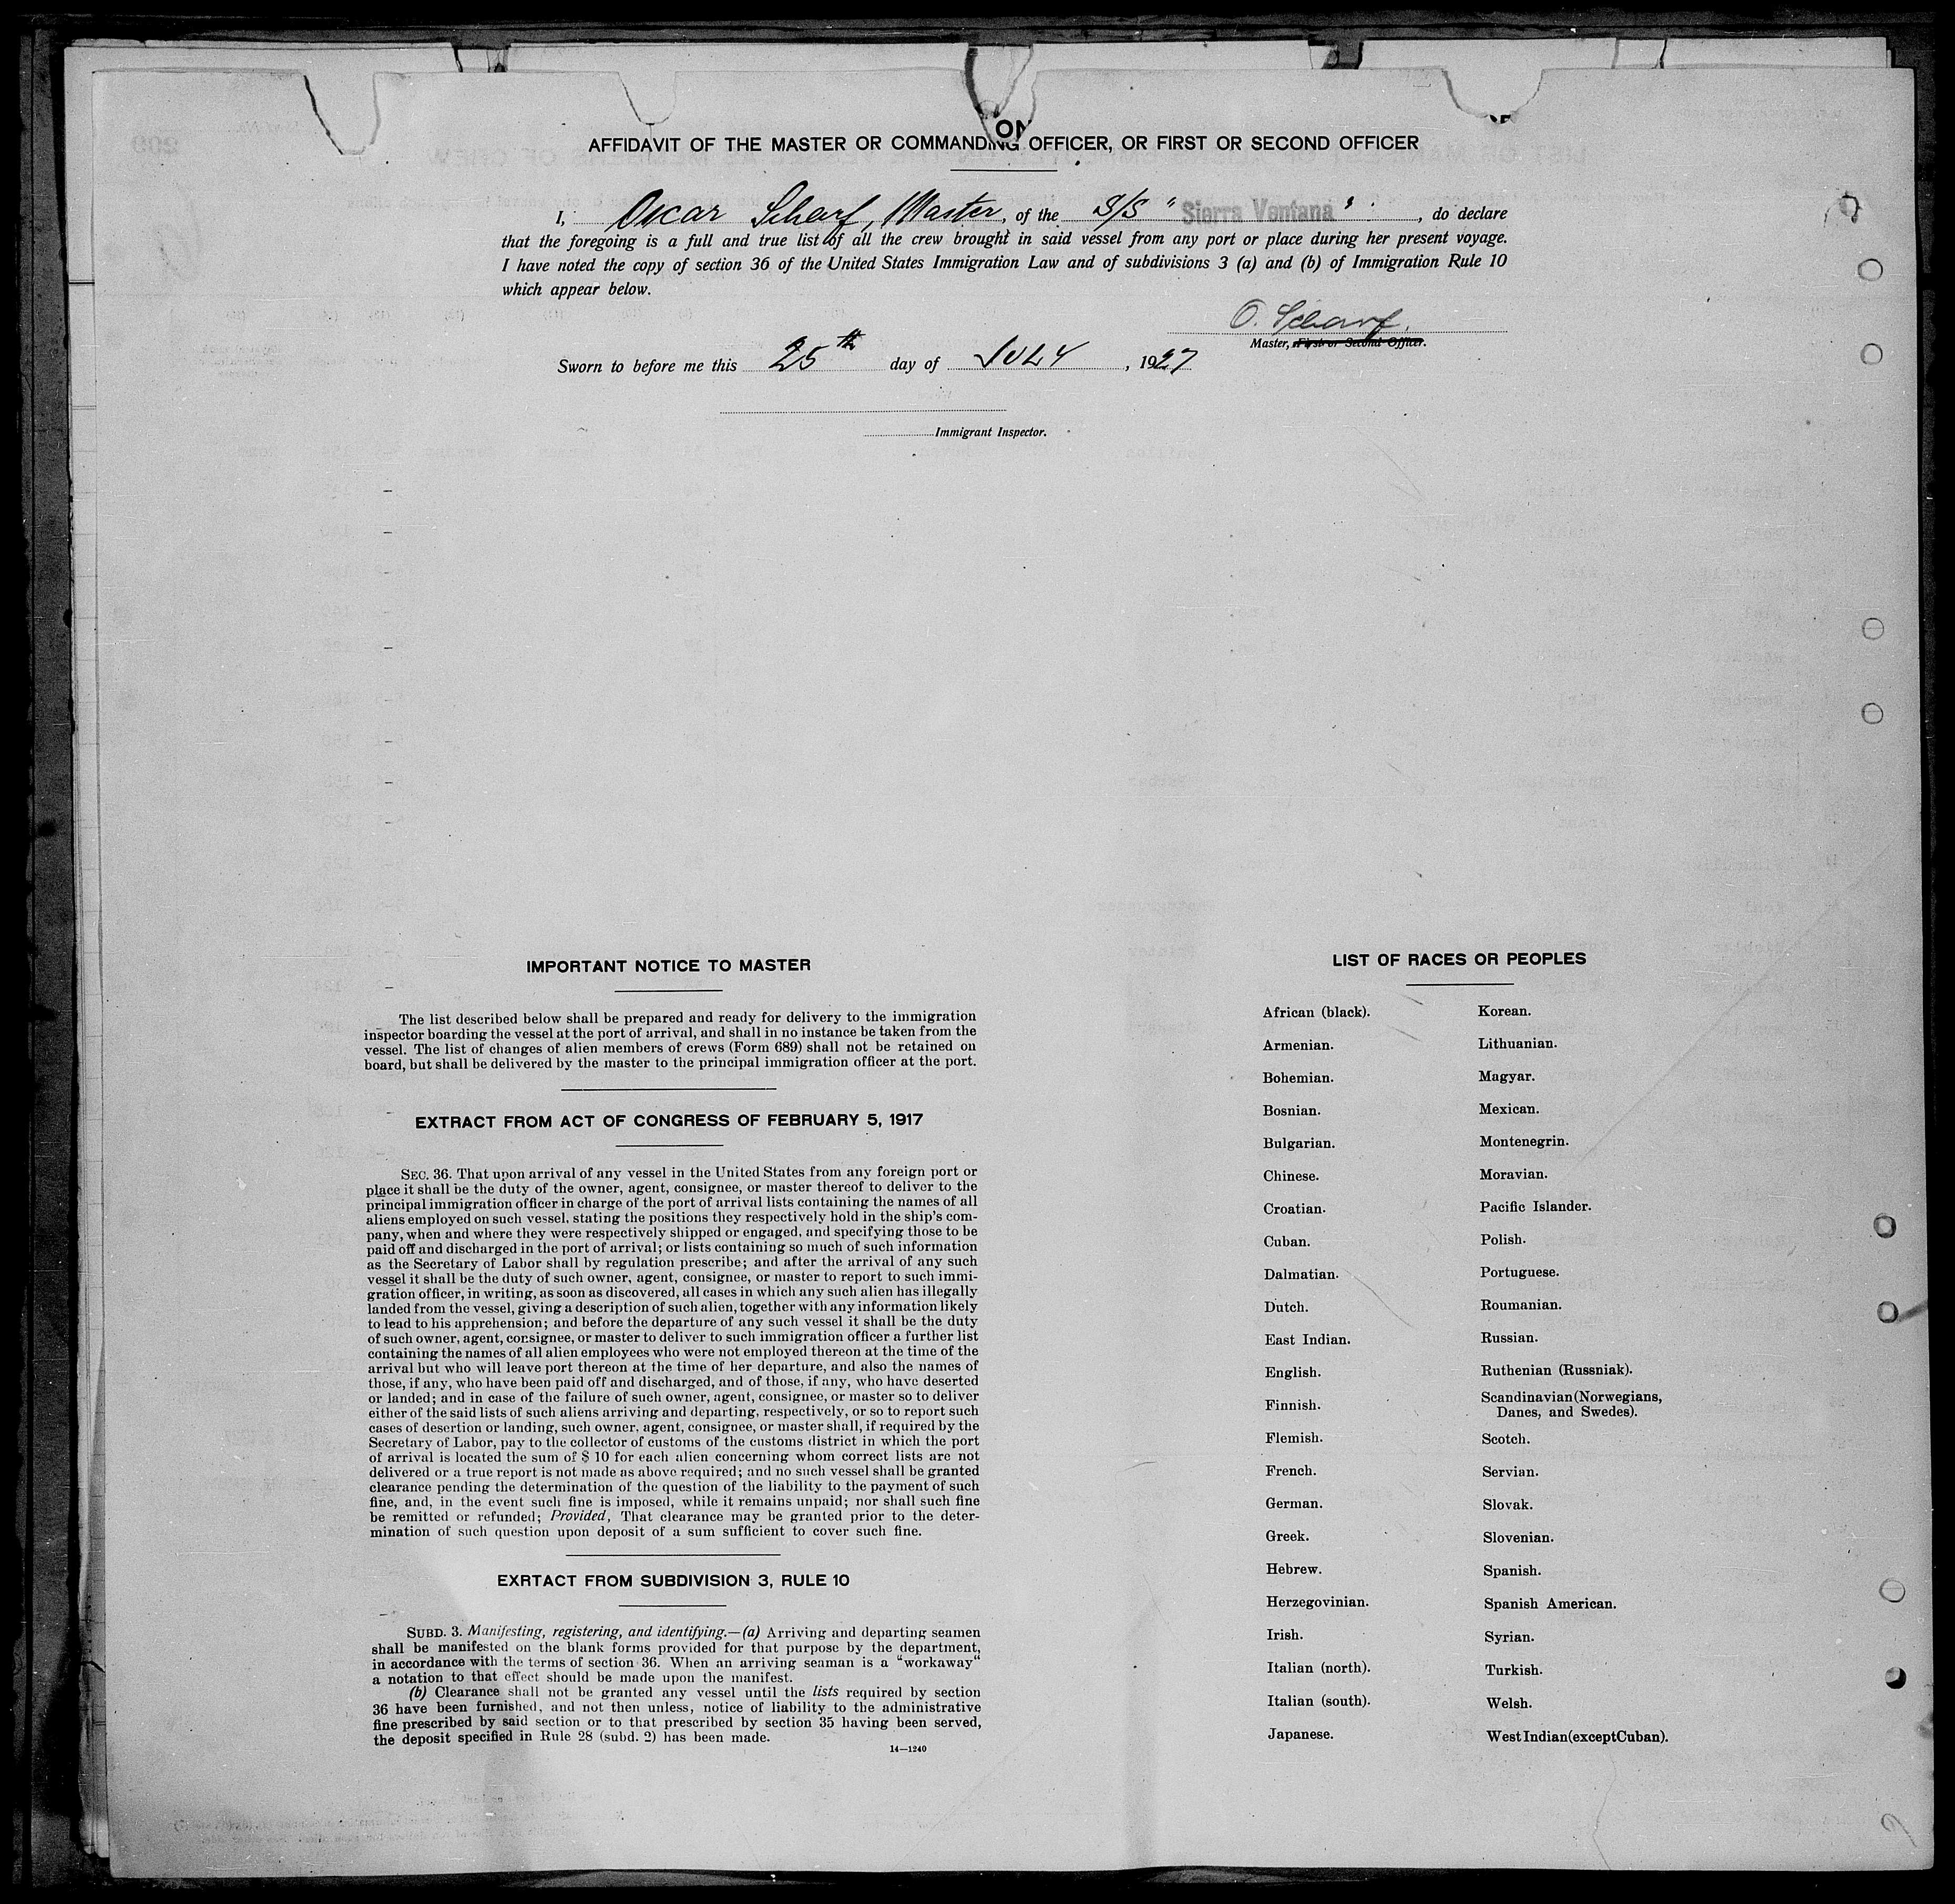 ON
AFFIDAVIT OF THE MASTER OR COMMANDING OFFICER, OR FIRST OR SECOND OFFICER
I, Oscar Scharf, Master, of the S/S " Sierra Ventana ", do declare
that the foregoing is a full and true list of all the crew brought in said vessel from any port or place during her present voyage.
I have noted the copy of section 36 of the United States Immigration Law and of subdivisions 3 (a) and (b) of Immigration Rule 10
which appear below.
O. Scharf.
Master, First or Second Officer.
Sworn to before me this 25th day of JULY, 1927
Immigrant Inspector.
IMPORTANT NOTICE TO MASTER
The list described below shall be prepared and ready for delivery to the immigration
inspector boarding the vessel at the port of arrival, and shall in no instance be taken from the
vessel. The list of changes of alien members of crews (Form 689) shall not be retained on
board, but shall be delivered by the master to the principal immigration officer at the port.
EXTRACT FROM ACT OF CONGRESS OF FEBRUARY 5, 1917
SEC. 36. That upon arrival of any vessel in the United States from any foreign port or
place it shall be the duty of the owner, agent, consignee, or master thereof to deliver to the
principal immigration officer in charge of the port of arrival lists containing the names of all
aliens employed on such vessel, stating the positions they respectively hold in the ship's com-
pany, when and where they were respectively shipped or engaged, and specifying those to be
paid off and discharged in the port of arrival; or lists containing so much of such information
as the Secretary of Labor shall by regulation prescribe; and after the arrival of any such
vessel it shall be the duty of such owner, agent, consignee, or master to report to such immi-
gration officer, in writing, as soon as discovered, all cases in which any such alien has illegally
landed from the vessel, giving a description of such alien, together with any information likely
to lead to his apprehension; and before the departure of any such vessel it shall be the duty
of such owner, agent, consignee, or master to deliver to such immigration officer a further list
containing the names of all alien employees who were not employed thereon at the time of the
arrival but who will leave port thereon at the time of her departure, and also the names of
those, if any, who have been paid off and discharged, and of those, if any, who have deserted
or landed; and in case of the failure of such owner, agent, consignee, or master so to deliver
either of the said lists of such aliens arriving and departing, respectively, or so to report such
cases of desertion or landing, such owner, agent, consignee, or master shall, if required by the
Secretary of Labor, pay to the collector of customs of the customs district in which the port
of arrival is located the sum of $ 10 for each alien concerning whom correct lists are not
delivered or a true report is not made as above required; and no such vessel shall be granted
clearance pending the determination of the question of the liability to the payment of such
fine, and, in the event such fine is imposed, while it remains unpaid; nor shall such fine
be remitted or refunded; Provided, That clearance may be granted prior to the deter-
mination of such question upon deposit of a sum sufficient to cover such fine.
EXRTACT FROM SUBDIVISION 3, RULE 10
SUBD. 3. Manifesting, registering, and identifying.—(a) Arriving and departing seamen
shall be manifested on the blank forms provided for that purpose by the department,
in accordance with the terms of section 36. When an arriving seaman is a "workaway"
a notation to that effect should be made upon the manifest.
(b) Clearance shall not be granted any vessel until the lists required by section
36 have been furnished, and not then unless, notice of liability to the administrative
fine prescribed by said section or to that prescribed by section 35 having been served,
the deposit specified in Rule 28 (subd. 2) has been made.
14—1240
LIST OF RACES OR PEOPLES
African (black).
Armenian.
Bohemian.
Bosnian.
Bulgarian.
Chinese.
Croatian.
Cuban.
Dalmatian.
Dutch.
East Indian.
English.
Finnish.
Flemish.
French.
German.
Greek.
Hebrew.
Herzegovinian.
Irish.
Italian (north).
Italian (south).
Japanese.
Korean.
Lithuanian.
Magyar.
Mexican.
Montenegrin.
Moravian.
Pacific Islander.
Polish.
Portuguese.
Roumanian.
Russian.
Ruthenian (Russniak).
Scandinavian (Norwegians,
Danes, and Swedes).
Scotch.
Servian.
Slovak.
Slovenian.
Spanish.
Spanish American.
Syrian.
Turkish.
Welsh.
West Indian (except Cuban).